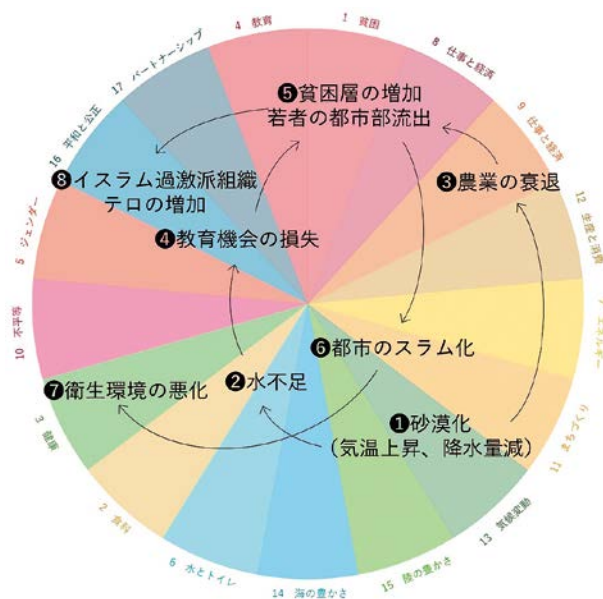 4 教育
1 貧困
8 仕事と経済
9 仕事と経済
12 生産と消費
7 エネルギー
11 まちづくり
13 気候変動
15 陸の豊かさ
14 海の豊かさ
6 水とトイレ
2 食料
3 健康
10 不平等
5 ジェンダー
16 平和と公正
17 パートナーシップ
❺貧困層の増加
若者の都市部流出
❽イスラム過激派組織
テロの増加
❸農業の衰退
❹教育機会の損失
❻都市のスラム化
❼衛生環境の悪化
❷水不足
❶砂漠化
（気温上昇、降水量減）